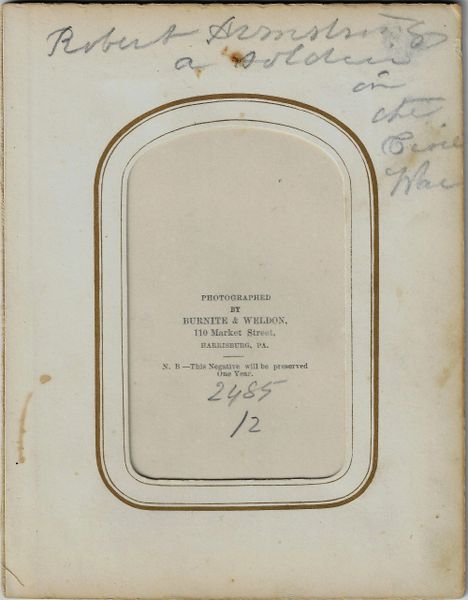 Robert Armstrong
a soldier
in
the
Civil
War
PHOTOGRAPHED
BY
BURNITE & WELDON,
110 Market Street,
HARRISBURG, PA.
N. B—This Negative will be preserved
One Year.
2485
/2